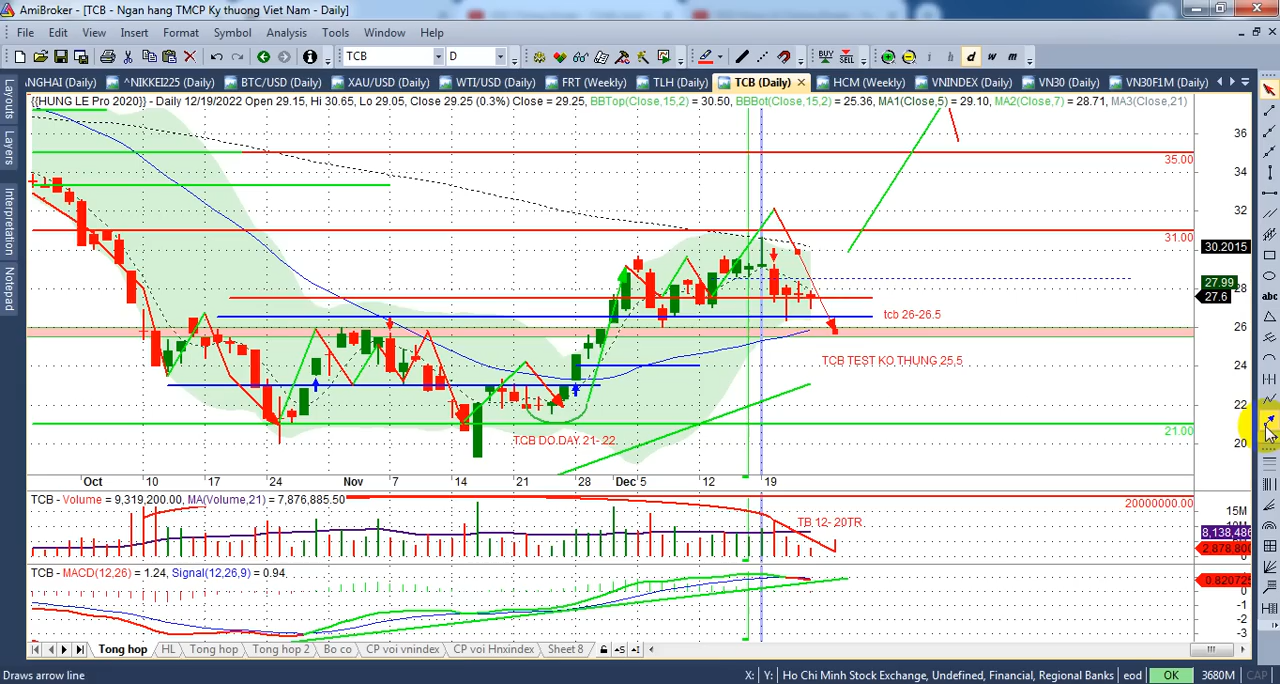 AmiBroker - [TCB - Ngan hang TMCP Ky thuong Viet Nam - Daily]
File Edit View Insert Format Symbol Analysis Tools Window Help
TCB D BUY SELL i h d w m
NGHAI (Daily) ^NIKKEI225 (Daily) BTC/USD (Daily) XAU/USD (Daily) WTI/USD (Daily) FRT (Weekly) TLH (Daily) TCB (Daily) HCM (Weekly) VNINDEX (Daily) VN30 (Daily) VN30F1M (Daily)
{{HUNG LE Pro 2020}} - Daily 12/19/2022 Open 29.15, Hi 30.65, Lo 29.05, Close 29.25 (0.3%) Close = 29.25, BBTop(Close,15,2) = 30.50, BBBot(Close,15,2) = 25.36, MA1(Close,5) = 29.10, MA2(Close,7) = 28.71, MA3(Close,21)
Layouts
Layers
Interpretation
Notepad
36
35.00
34
32
31.00
30.2015
27.99
28
27.6
tcb 26-26.5
26
TCB TEST KO THUNG 25,5
24
22
21.00
TCB DO DAY 21- 22
20
Oct 10 17 24 Nov 7 14 21 28 Dec 5 12 19
TCB - Volume = 9,319,200.00, MA(Volume,21) = 7,876,885.50
20000000.00
15M
TB 12- 20TR
10M
8,138,486
2,878,800
TCB - MACD(12,26) = 1.24, Signal(12,26,9) = 0.94
0.820725
0
-1
-2
-3
Tong hop HL Tong hop Tong hop 2 Bo co CP voi vnindex CP voi Hnxindex Sheet 8
Draws arrow line X: Y: Ho Chi Minh Stock Exchange, Undefined, Financial, Regional Banks eod OK 3680M CAP